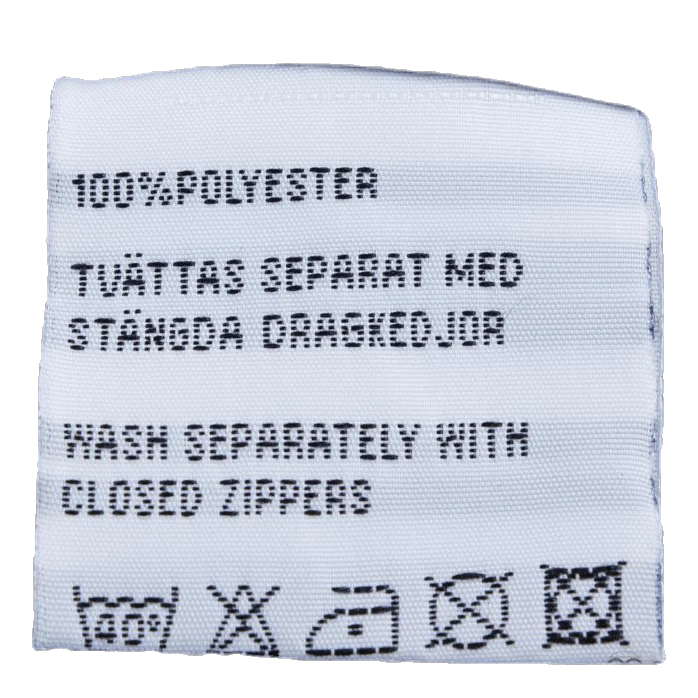 100%POLYESTER
TVÄTTAS SEPARAT MED
STÄNGDA DRAGKEDJOR
WASH SEPARATELY WITH
CLOSED ZIPPERS
40°